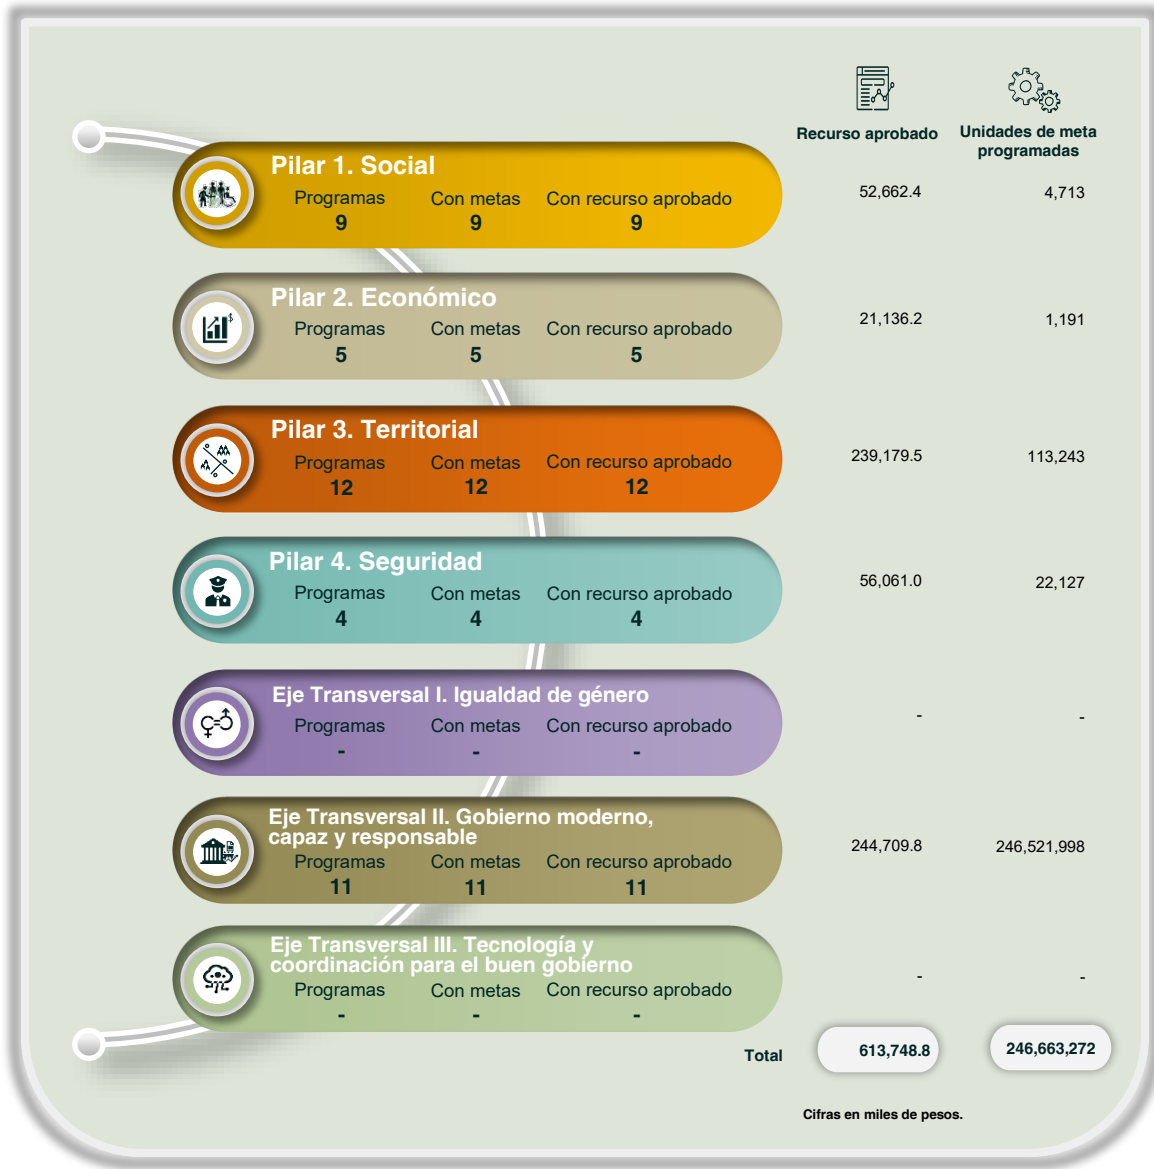 Recurso aprobado
Unidades de meta
programadas
Pilar 1. Social
Programas Con metas Con recurso aprobado
9 9 9
52,662.4 4,713
Pilar 2. Económico
Programas Con metas Con recurso aprobado
5 5 5
21,136.2 1,191
Pilar 3. Territorial
Programas Con metas Con recurso aprobado
12 12 12
239,179.5 113,243
Pilar 4. Seguridad
Programas Con metas Con recurso aprobado
4 4 4
56,061.0 22,127
Eje Transversal I. Igualdad de género
Programas Con metas Con recurso aprobado
- - -
- -
Eje Transversal II. Gobierno moderno,
capaz y responsable
Programas Con metas Con recurso aprobado
11 11 11
244,709.8 246,521,998
Eje Transversal III. Tecnología y
coordinación para el buen gobierno
Programas Con metas Con recurso aprobado
- - -
- -
Total 613,748.8 246,663,272
Cifras en miles de pesos.